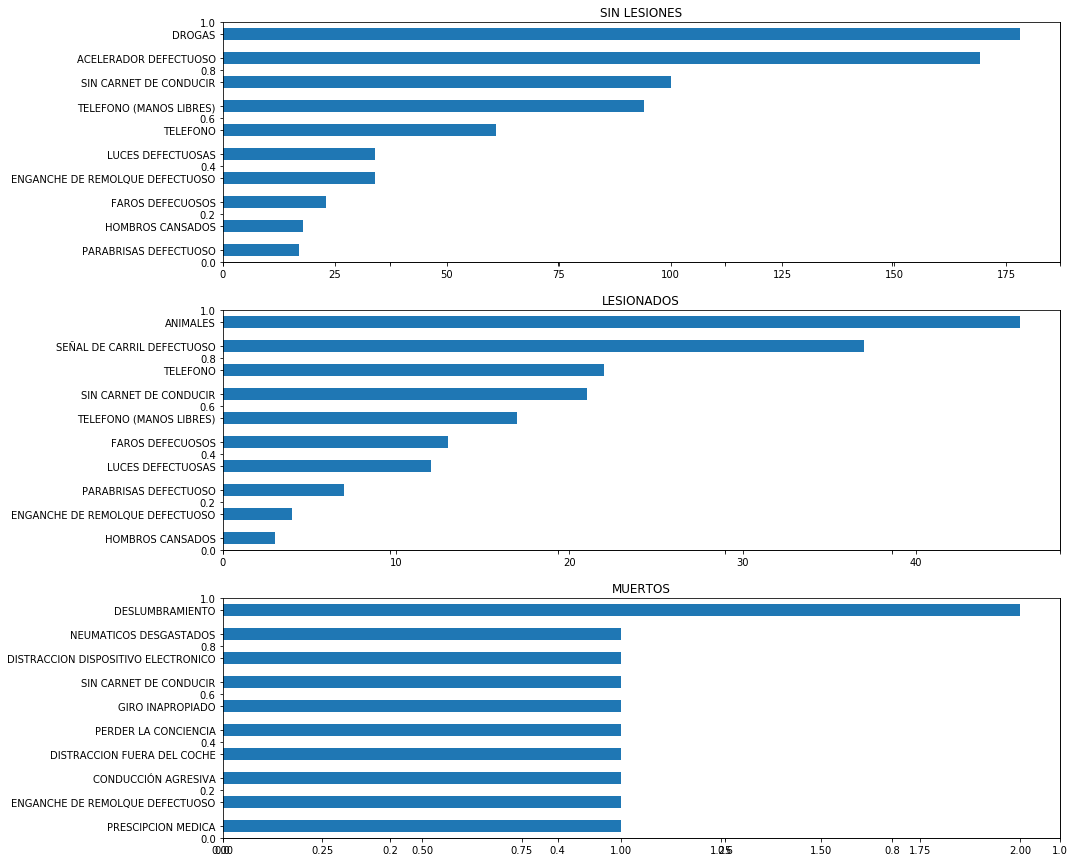 SIN LESIONES
1.0
DROGAS
ACELERADOR DEFECTUOSO
0.8
SIN CARNET DE CONDUCIR
TELEFONO (MANOS LIBRES)
0.6
TELEFONO
LUCES DEFECTUOSAS
0.4
ENGANCHE DE REMOLQUE DEFECTUOSO
FAROS DEFECUOSOS
0.2
HOMBROS CANSADOS
PARABRISAS DEFECTUOSO
0.0
0 25 50 75 100 125 150 175
LESIONADOS
1.0
ANIMALES
SEÑAL DE CARRIL DEFECTUOSO
0.8
TELEFONO
SIN CARNET DE CONDUCIR
0.6
TELEFONO (MANOS LIBRES)
FAROS DEFECUOSOS
0.4
LUCES DEFECTUOSAS
PARABRISAS DEFECTUOSO
0.2
ENGANCHE DE REMOLQUE DEFECTUOSO
HOMBROS CANSADOS
0.0
0 10 20 30 40
MUERTOS
1.0
DESLUMBRAMIENTO
NEUMATICOS DESGASTADOS
0.8
DISTRACCION DISPOSITIVO ELECTRONICO
SIN CARNET DE CONDUCIR
0.6
GIRO INAPROPIADO
PERDER LA CONCIENCIA
0.4
DISTRACCION FUERA DEL COCHE
CONDUCCIÓN AGRESIVA
0.2
ENGANCHE DE REMOLQUE DEFECTUOSO
PRESCIPCION MEDICA
0.0
0.25 0.2 0.50 0.75 0.4 1.00 1.50 0.8 1.75 2.00 1.0